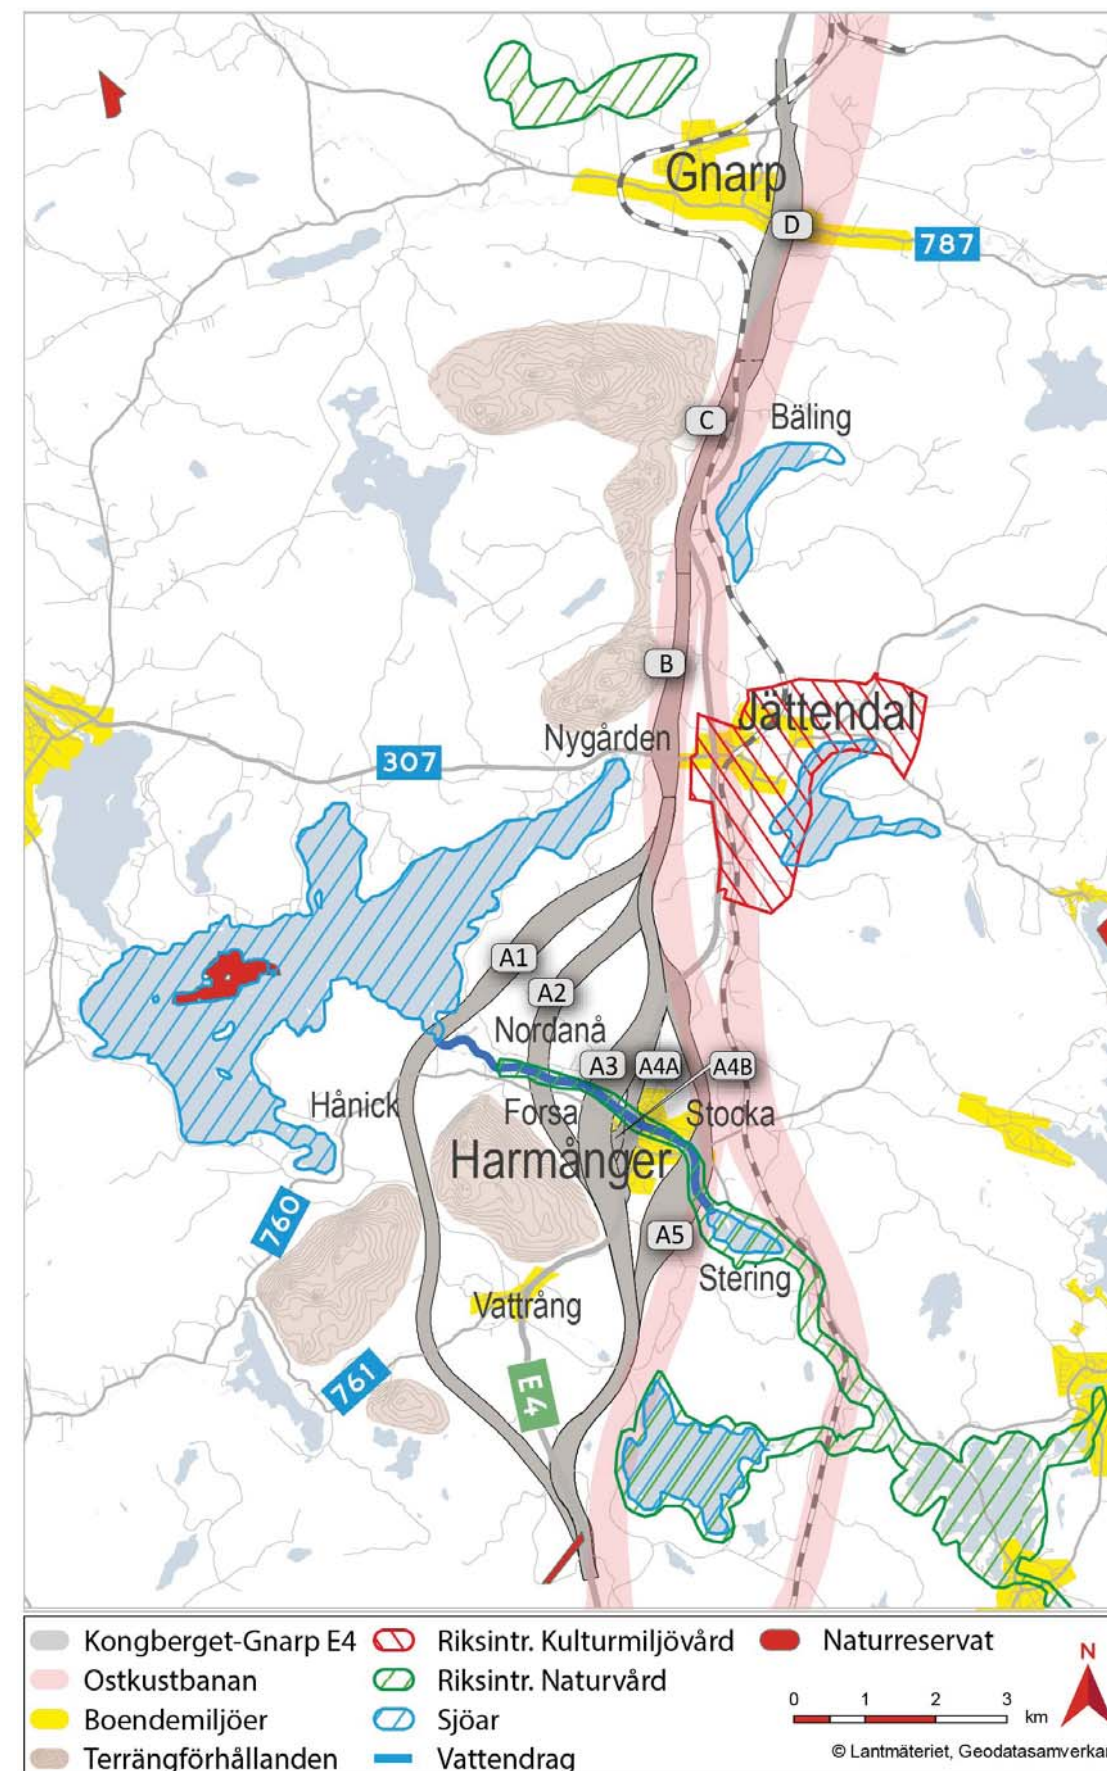 Gnarp
D
787
C
Bäling
B
Jättendal
Nygården
307
A1
A2
Nordanå
A3
A4A
A4B
Hånick
Forsa
Stocka
Harmånger
760
A5
Stering
Vattrång
761
E4
Kongberget-Gnarp E4
Riksintr. Kulturmiljövård
Naturreservat
N
Ostkustbanan
Riksintr. Naturvård
0 1 2 3
km
Boendemiljöer
Sjöar
Terrängförhållanden
Vattendrag
© Lantmäteriet, Geodatasamverkan